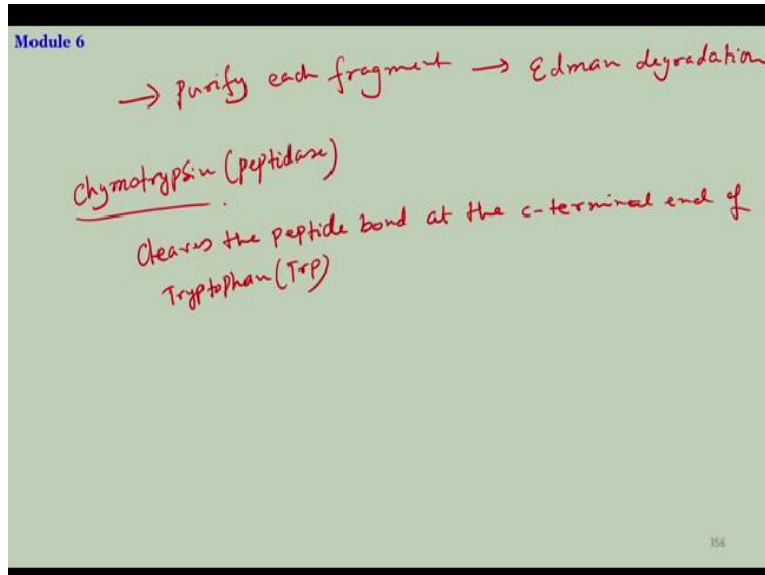 Module 6
→ Purify each fragment → Edman degradation
Chymotrypsin (peptidase)
Cleaves the peptide bond at the c-terminal end of
Tryptophan (Trp)
154